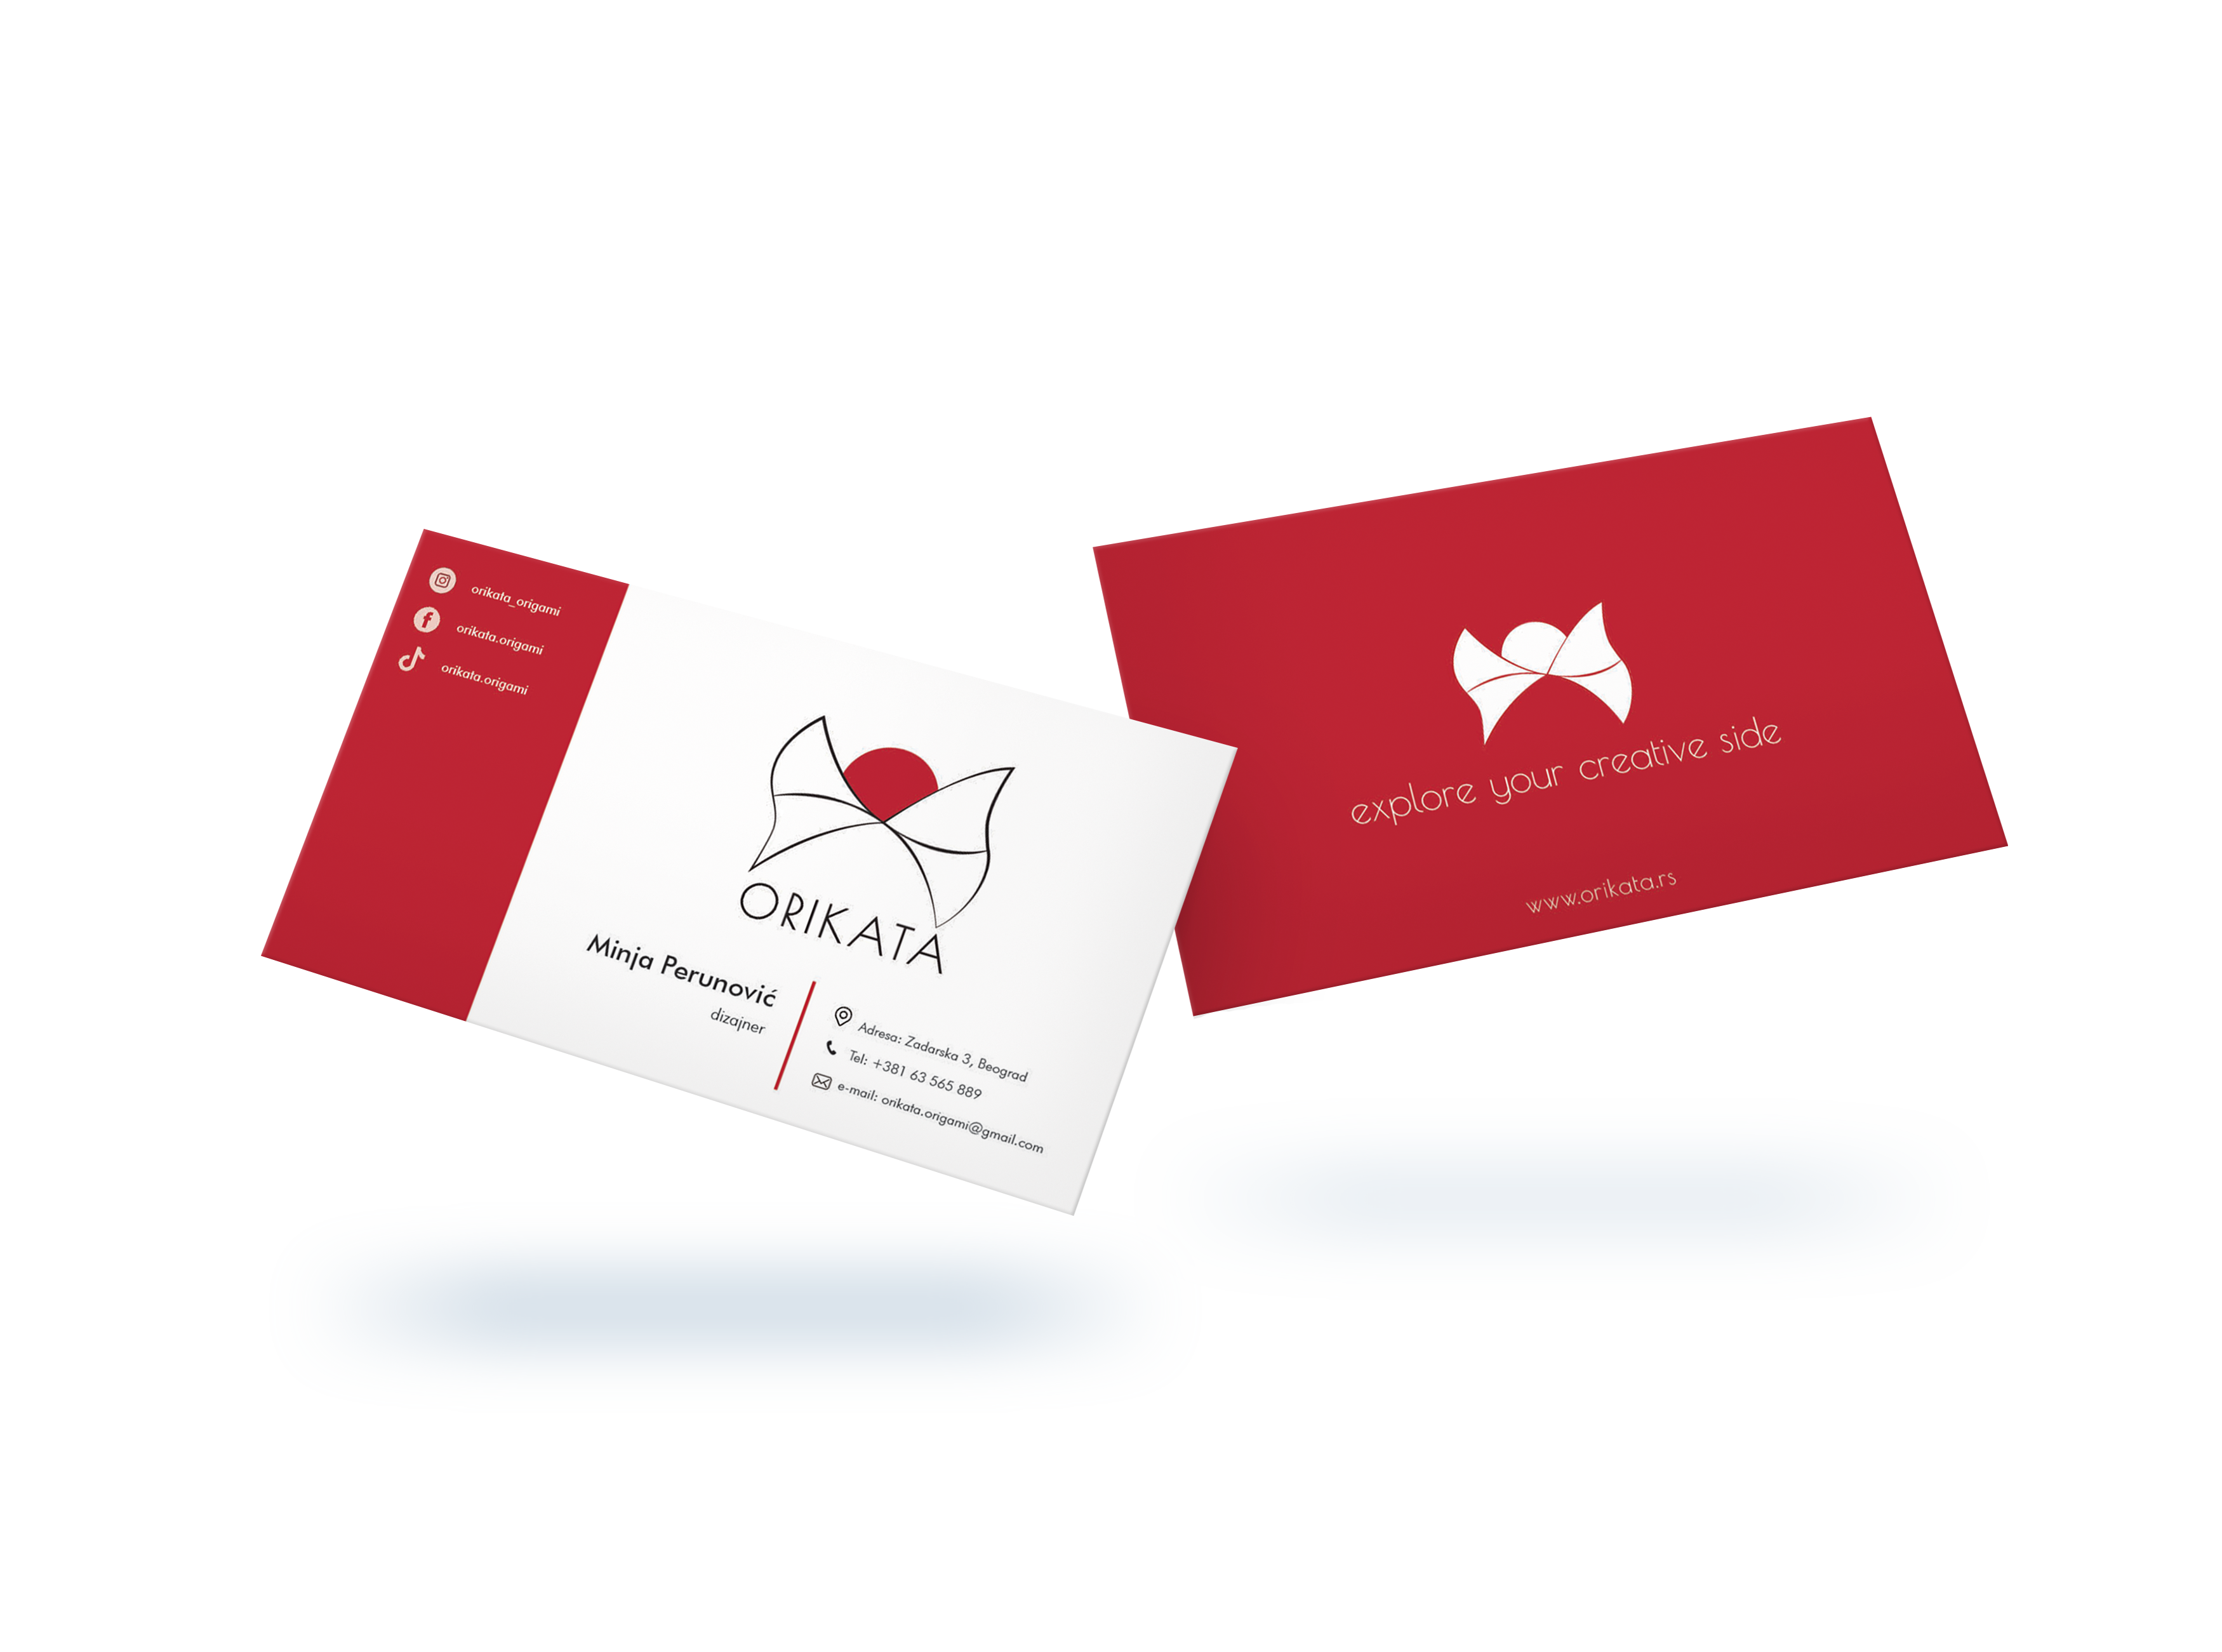 orikata_origami
orikata.origami
orikata.origami
ORIKATA
Minja Perunović
dizajner
Adresa: Zadarska 3, Beograd
Tel: +381 63 565 889
e-mail: orikata.origami@gmail.com
explore your creative side
www.orikata.rs